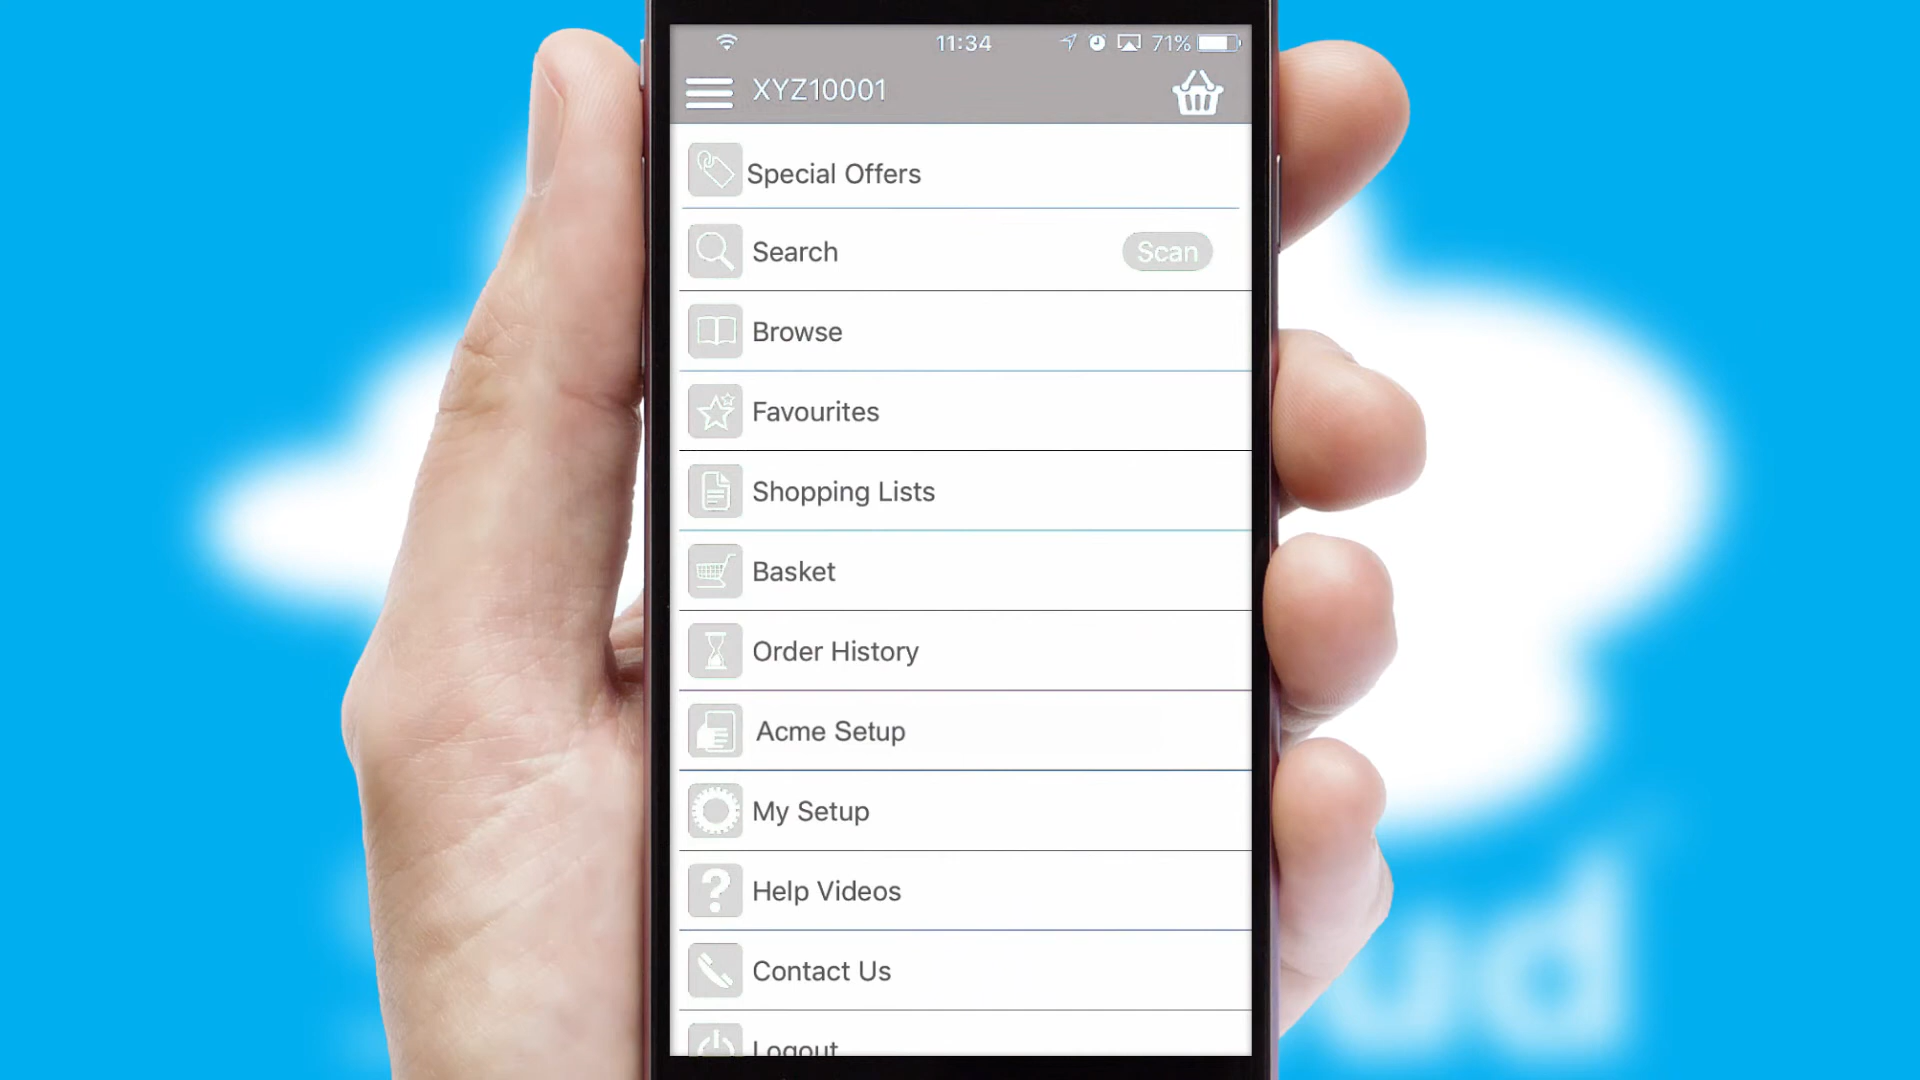 11:34
71%
XYZ10001
Special Offers
Search
Scan
Browse
Favourites
Shopping Lists
Basket
Order History
Acme Setup
My Setup
Help Videos
Contact Us
Logout
ud